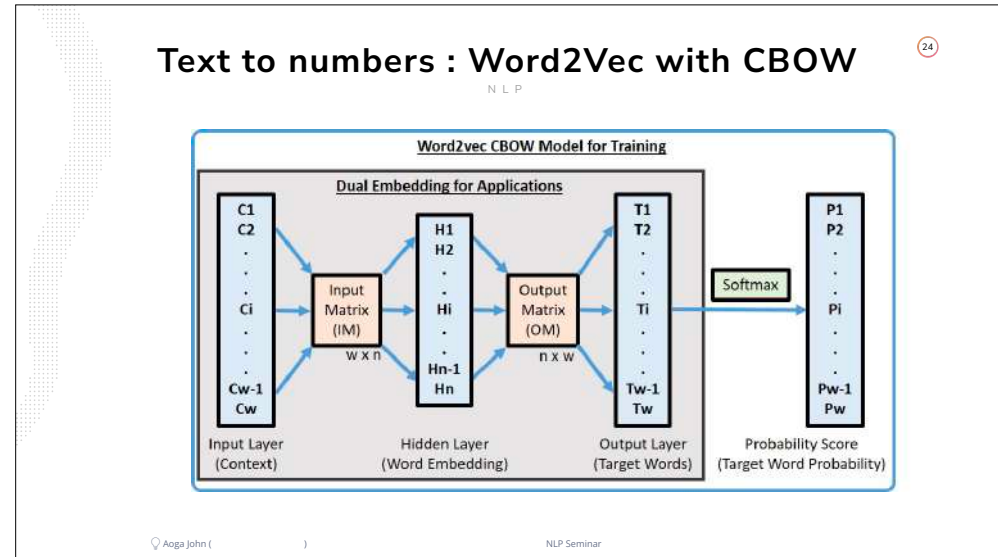 Text to numbers : Word2Vec with CBOW
24
NLP
Word2vec CBOW Model for Training
Dual Embedding for Applications
C1
C2
.
.
.
Ci
.
.
.
Cw-1
Cw
Input
Matrix
(IM)
w x n
H1
H2
.
.
Hi
.
.
Hn-1
Hn
Output
Matrix
(OM)
n x w
T1
T2
.
.
.
Ti
.
.
.
Tw-1
Tw
Softmax
P1
P2
.
.
.
Pi
.
.
.
Pw-1
Pw
Input Layer
(Context)
Hidden Layer
(Word Embedding)
Output Layer
(Target Words)
Probability Score
(Target Word Probability)
Aoga John ( )
NLP Seminar